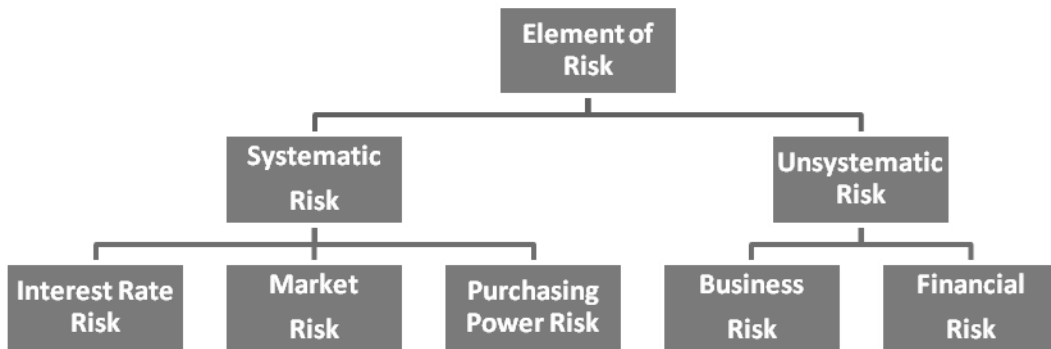 Element of
Risk
Systematic
Risk
Unsystematic
Risk
Interest Rate
Risk
Market
Risk
Purchasing
Power Risk
Business
Risk
Financial
Risk